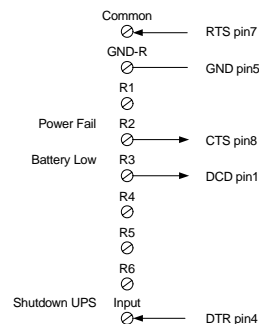 Common
RTS pin7
GND-R
GND pin5
R1
Power Fail R2
CTS pin8
Battery Low R3
DCD pin1
R4
R5
R6
Shutdown UPS Input
DTR pin4